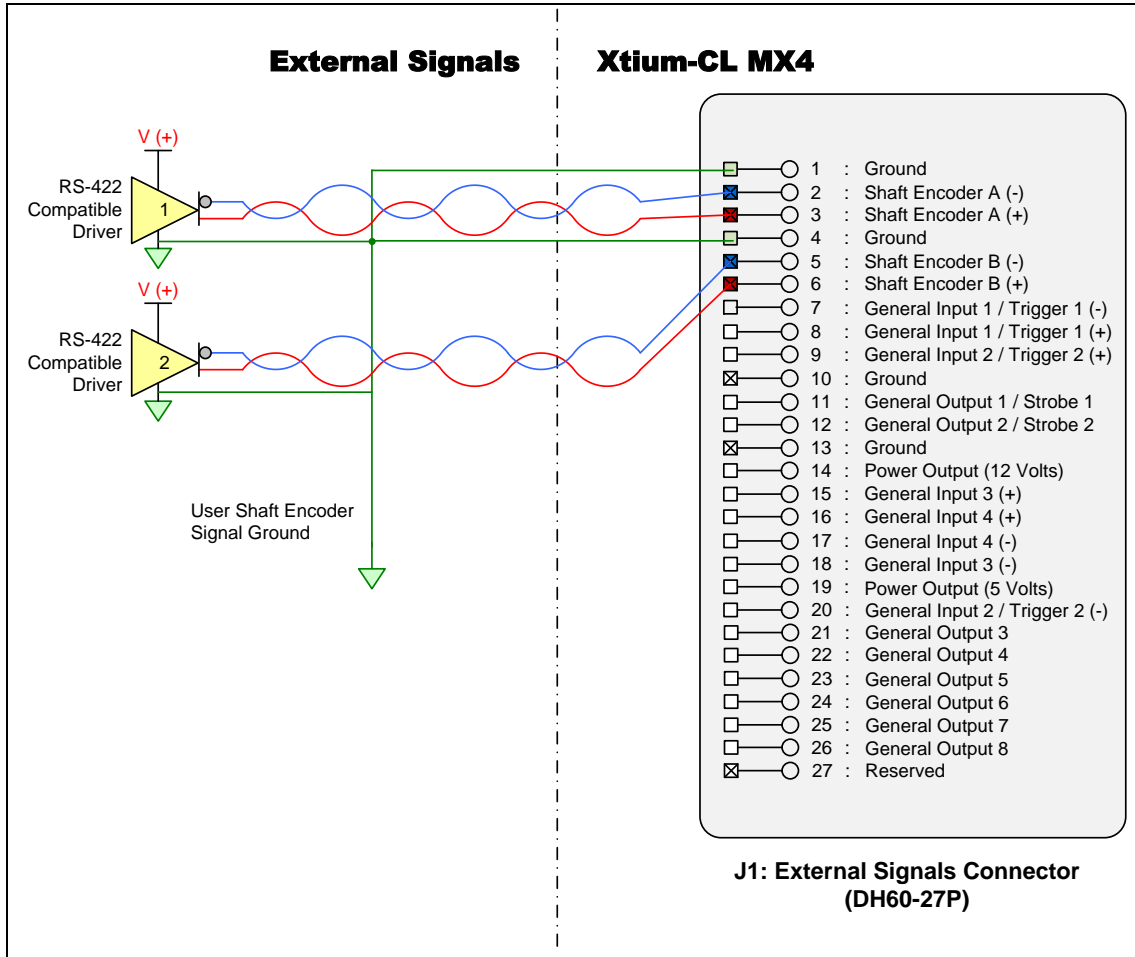 External Signals
Xtium-CL MX4
V (+)
RS-422
Compatible
Driver
1
V (+)
RS-422
Compatible
Driver
2
User Shaft Encoder
Signal Ground
1 : Ground
2 : Shaft Encoder A (-)
3 : Shaft Encoder A (+)
4 : Ground
5 : Shaft Encoder B (-)
6 : Shaft Encoder B (+)
7 : General Input 1 / Trigger 1 (-)
8 : General Input 1 / Trigger 1 (+)
9 : General Input 2 / Trigger 2 (+)
10 : Ground
11 : General Output 1 / Strobe 1
12 : General Output 2 / Strobe 2
13 : Ground
14 : Power Output (12 Volts)
15 : General Input 3 (+)
16 : General Input 4 (+)
17 : General Input 4 (-)
18 : General Input 3 (-)
19 : Power Output (5 Volts)
20 : General Input 2 / Trigger 2 (-)
21 : General Output 3
22 : General Output 4
23 : General Output 5
24 : General Output 6
25 : General Output 7
26 : General Output 8
27 : Reserved
J1: External Signals Connector
(DH60-27P)